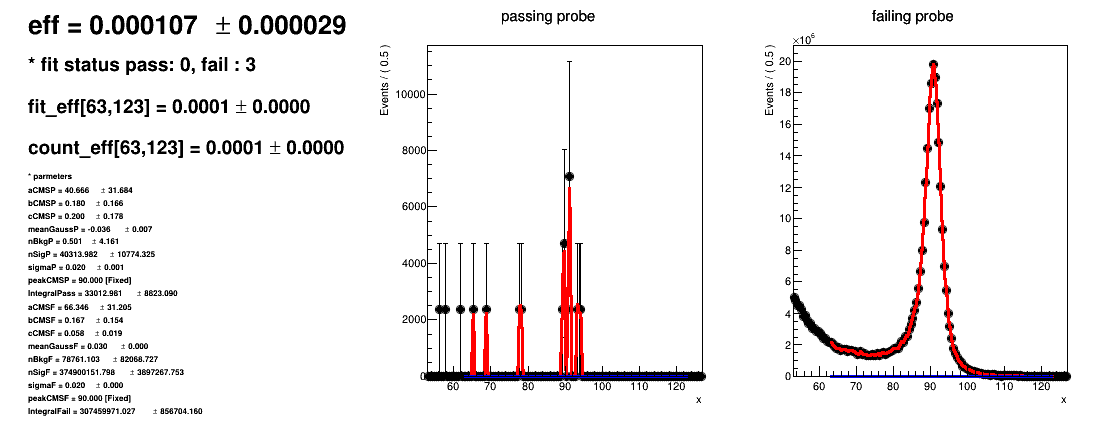 eff = 0.000107 ± 0.000029
* fit status pass: 0, fail : 3
fit_eff[63,123] = 0.0001 ± 0.0000
count_eff[63,123] = 0.0001 ± 0.0000
* parmeters
aCMSP = 40.666 ± 31.684
bCMSP = 0.180 ± 0.166
cCMSP = 0.200 ± 0.178
meanGaussP = -0.036 ± 0.007
nBkgP = 0.501 ± 4.161
nSigP = 40313.982 ± 10774.325
sigmaP = 0.020 ± 0.001
peakCMSP = 90.000 [Fixed]
IntegralPass = 33012.961 ± 8823.090
aCMSF = 66.346 ± 31.205
bCMSF = 0.167 ± 0.154
cCMSF = 0.058 ± 0.019
meanGaussF = 0.030 ± 0.000
nBkgF = 78761.103 ± 82068.727
nSigF = 374900151.798 ± 3897267.753
sigmaF = 0.020 ± 0.000
peakCMSF = 90.000 [Fixed]
IntegralFail = 307459971.027 ± 856704.160
passing probe
Events / ( 0.5 )
10000
8000
6000
4000
2000
0
60 70 80 90 100 110 120
x
failing probe
×10⁶
Events / ( 0.5 )
20
18
16
14
12
10
8
6
4
2
0
60 70 80 90 100 110 120
x